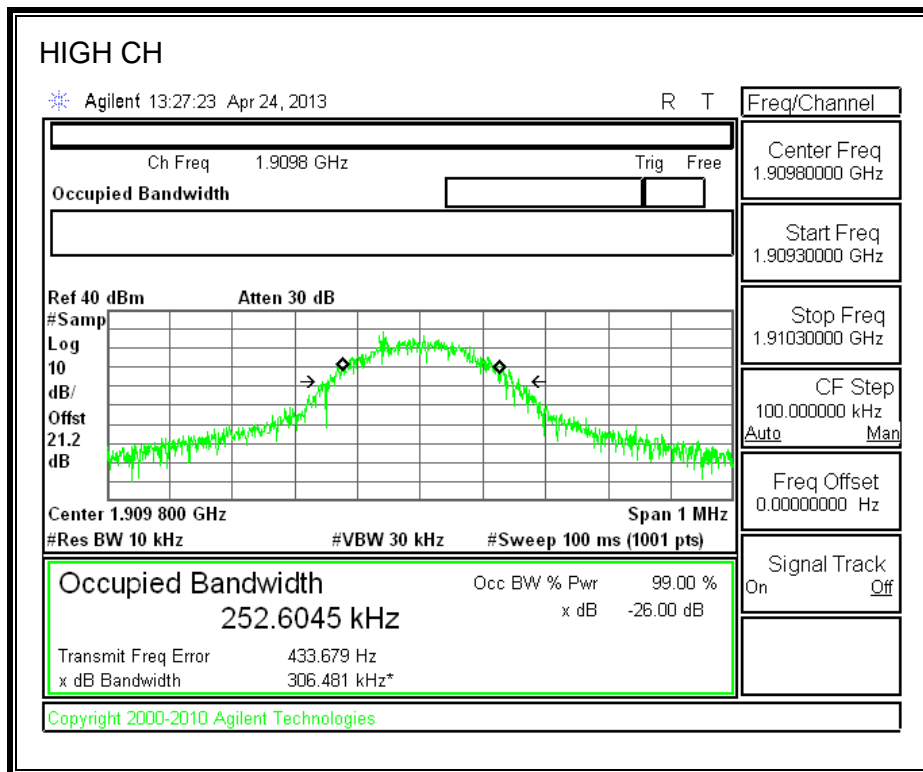 HIGH CH
Agilent 13:27:23 Apr 24, 2013 R T
Ch Freq 1.9098 GHz Trig Free
Occupied Bandwidth
Ref 40 dBm Atten 30 dB
#Samp
Log
10
dB/
Offst
21.2
dB
Center 1.909 800 GHz Span 1 MHz
#Res BW 10 kHz #VBW 30 kHz #Sweep 100 ms (1001 pts)
Occupied Bandwidth Occ BW % Pwr 99.00 %
252.6045 kHz x dB -26.00 dB
Transmit Freq Error 433.679 Hz
x dB Bandwidth 306.481 kHz*
Copyright 2000-2010 Agilent Technologies
Freq/Channel
Center Freq
1.90980000 GHz
Start Freq
1.90930000 GHz
Stop Freq
1.91030000 GHz
CF Step
100.000000 kHz
Auto Man
Freq Offset
0.00000000 Hz
Signal Track
On Off